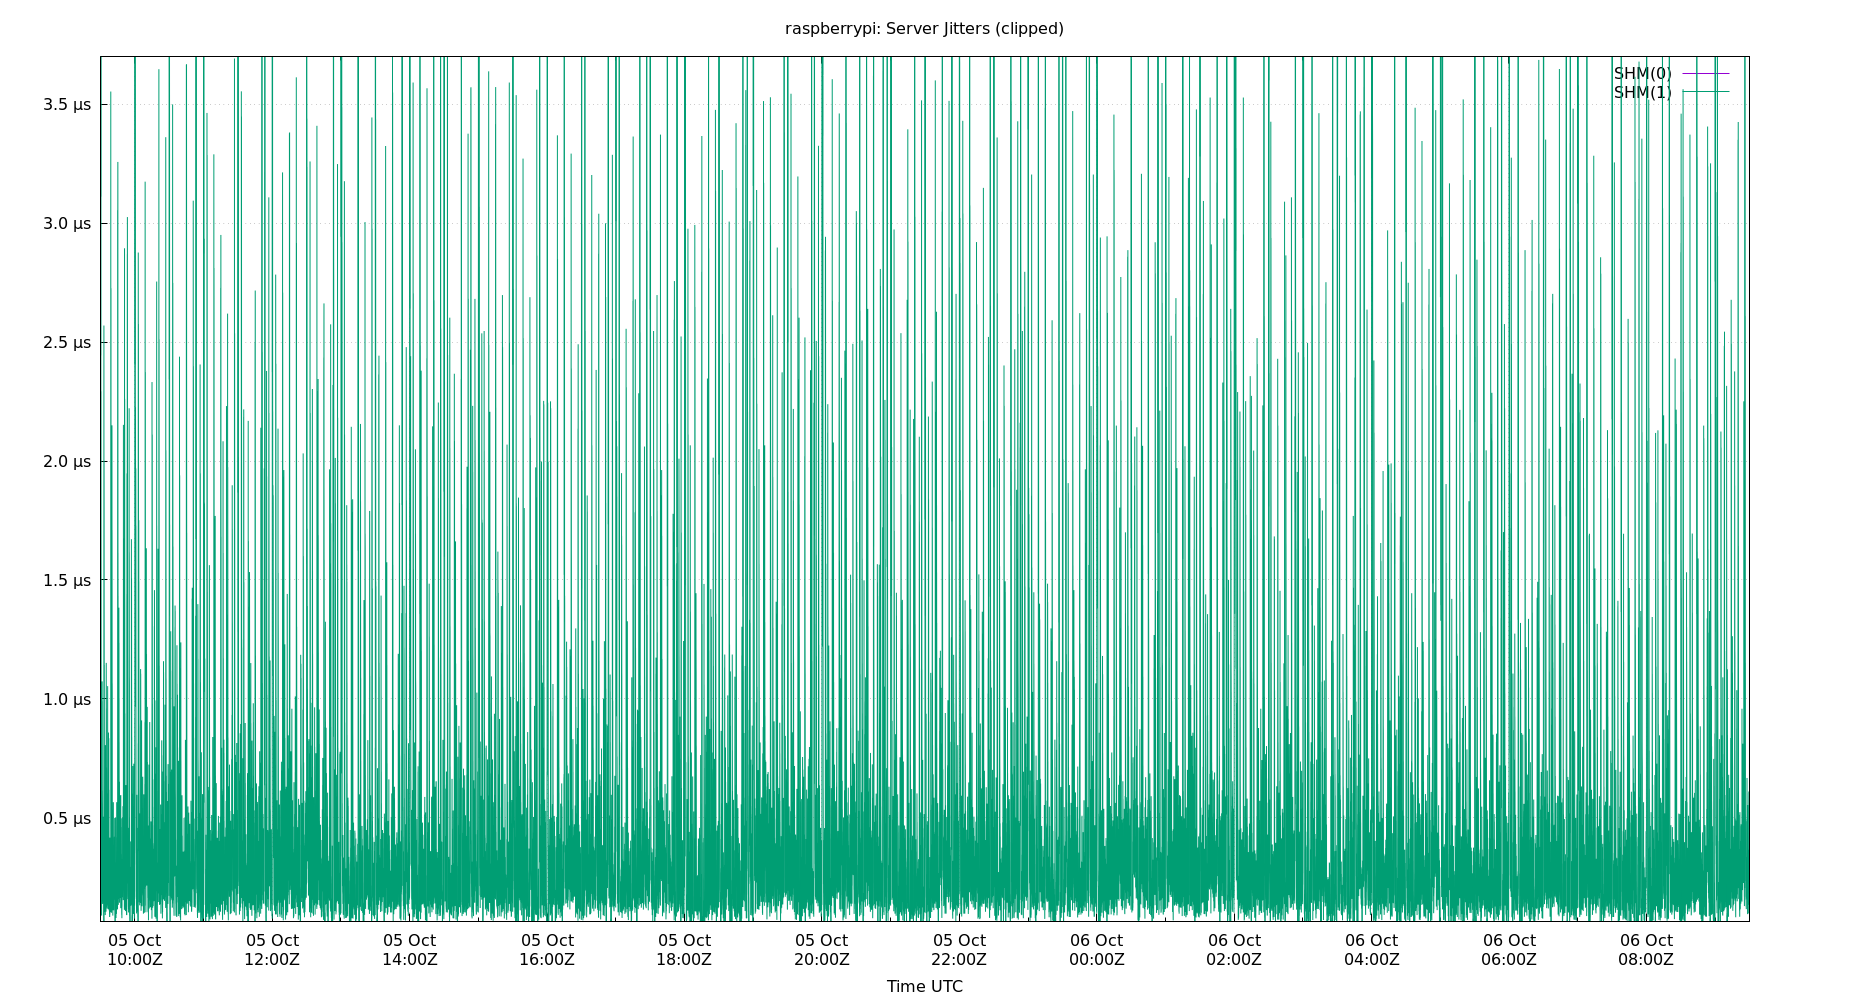 raspberrypi: Server Jitters (clipped)
SHM(0)
SHM(1)
3.5 µs
3.0 µs
2.5 µs
2.0 µs
1.5 µs
1.0 µs
0.5 µs
05 Oct 05 Oct 05 Oct 05 Oct 05 Oct 05 Oct 05 Oct 06 Oct 06 Oct 06 Oct 06 Oct 06 Oct
10:00Z 12:00Z 14:00Z 16:00Z 18:00Z 20:00Z 22:00Z 00:00Z 02:00Z 04:00Z 06:00Z 08:00Z
Time UTC